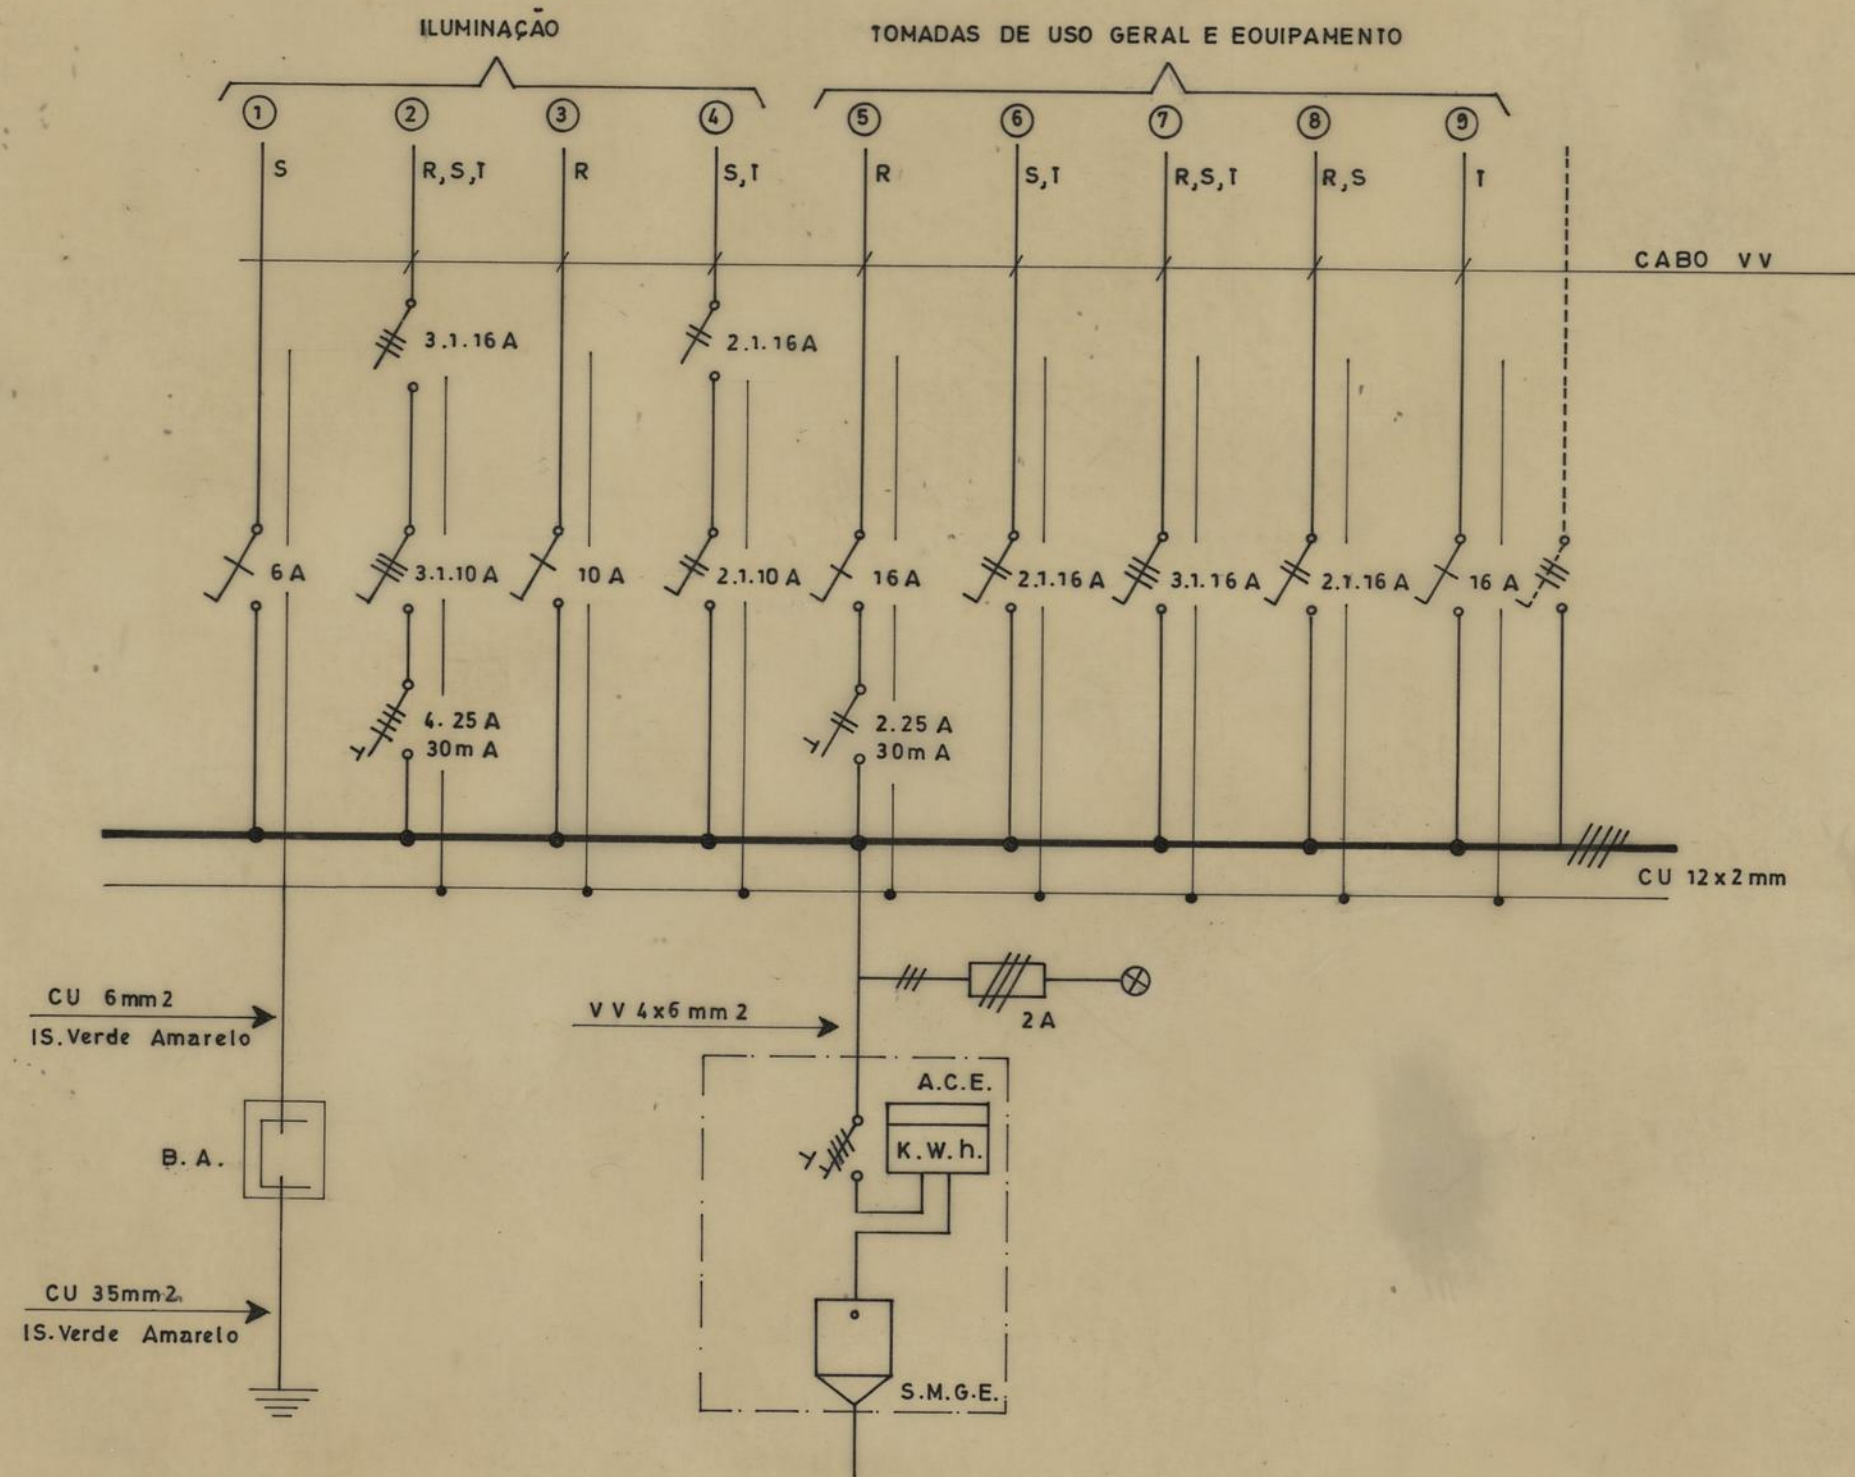 ILUMINAÇÃO
TOMADAS DE USO GERAL E EQUIPAMENTO
1 2 3 4 5 6 7 8 9
S R,S,T R S,T R S,T R,S,T R,S T
CABO VV
3.1.16 A 2.1.16 A
6 A 3.1.10 A 10 A 2.1.10 A 16 A 2.1.16 A 3.1.16 A 2.1.16 A 16 A
4.25 A 2.25 A
30m A 30m A
CU 12x2mm
CU 6mm2
IS.Verde Amarelo
VV 4x6 mm 2
2 A
A.C.E.
K.W.h.
B.A.
CU 35mm2
IS.Verde Amarelo
S.M.G.E.